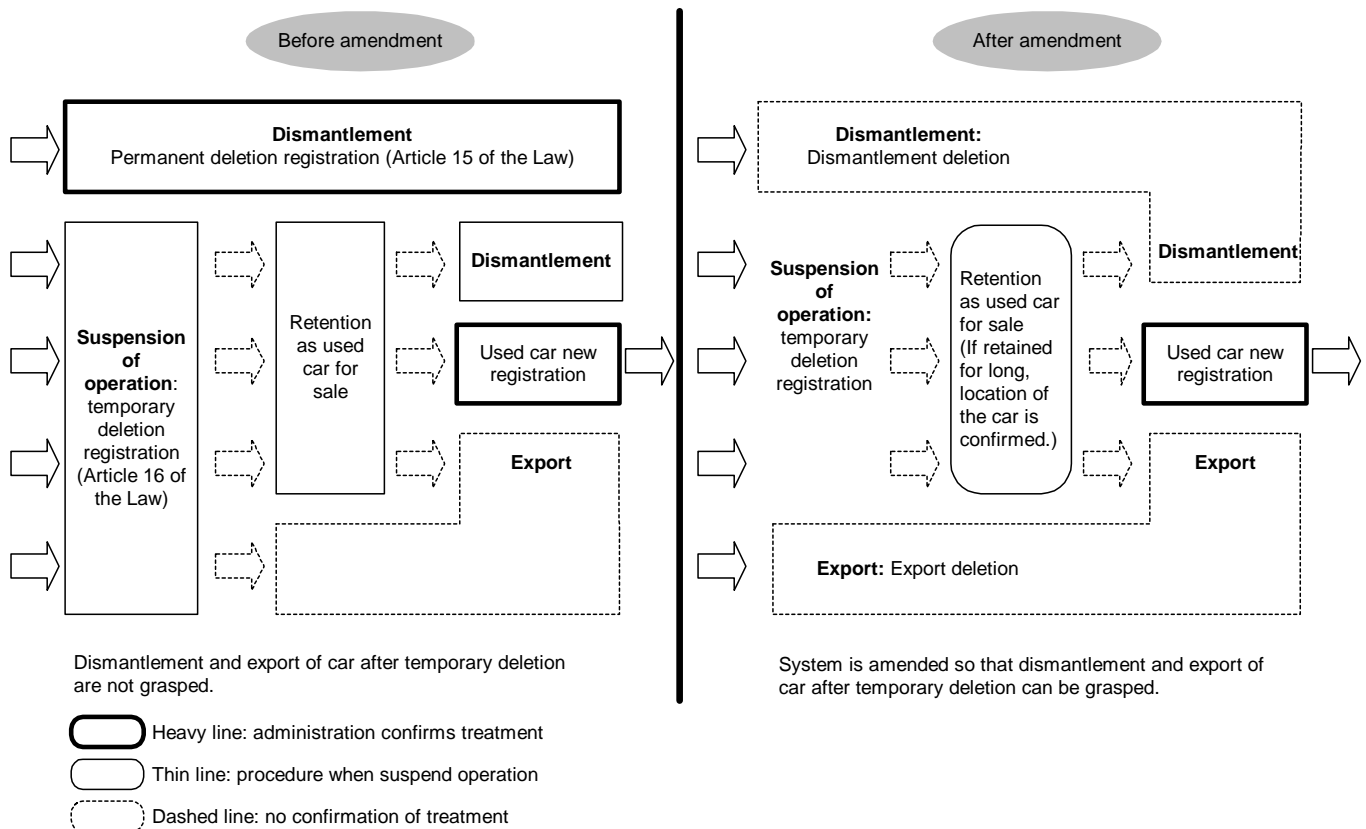 Before amendment
Dismantlement
Permanent deletion registration (Article 15 of the Law)
Suspension
of
operation:
temporary
deletion
registration
(Article 16 of
the Law)
Retention
as used
car for
sale
Dismantlement
Used car new
registration
Export
Dismantlement and export of car after temporary deletion
are not grasped.
Heavy line: administration confirms treatment
Thin line: procedure when suspend operation
Dashed line: no confirmation of treatment
After amendment
Dismantlement:
Dismantlement deletion
Suspension
of
operation:
temporary
deletion
registration
Retention
as used car
for sale
(If retained
for long,
location of
the car is
confirmed.)
Dismantlement
Used car new
registration
Export
Export: Export deletion
System is amended so that dismantlement and export of
car after temporary deletion can be grasped.